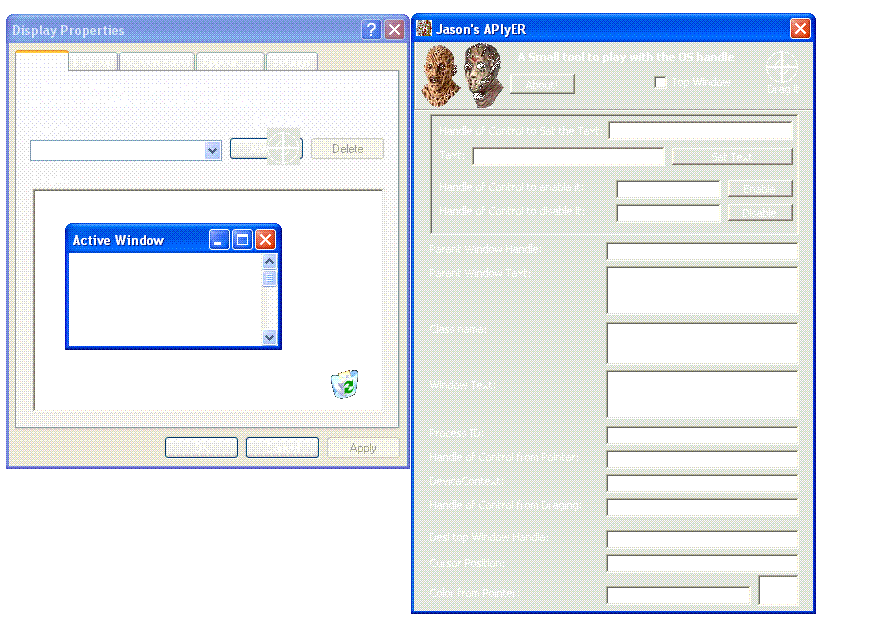 Display Properties
Delete
Active Window
Apply
Jason's APIyER
A Small tool to play with the OS handle
About!
Top Window
Drag it
Handle of Control to Set the Text:
Text:
Set Text
Handle of Control to enable it:
Enable
Handle of Control to disable it:
Disable
Parent Window Handle:
Parent Window Text:
Class name:
Window Text:
Process ID:
Handle of Control from Pointer:
DeviceContext:
Handle of Control from Draging:
Desktop Window Handle:
Cursor Position:
Color from Pointer: